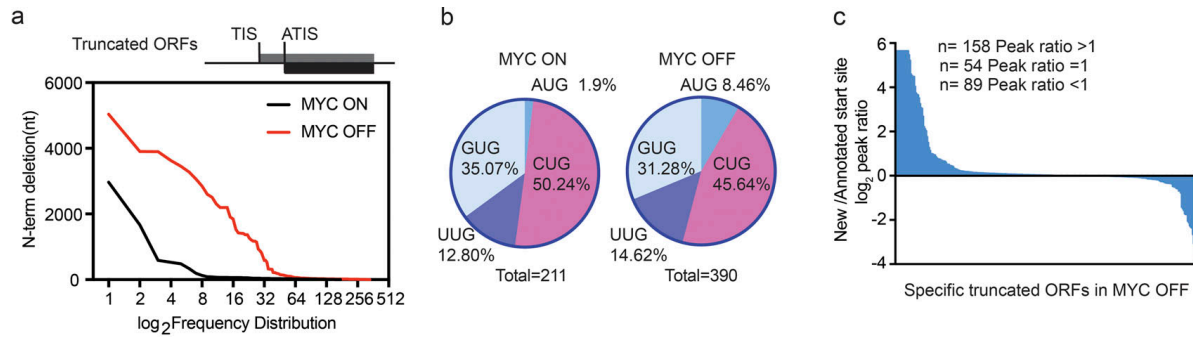 a
Truncated ORFs
TIS
ATIS
N-term deletion(nt)
6000
4000
2000
0
MYC ON
MYC OFF
1 2 4 8 16 32 64 128 256 512
log2Frequency Distribution
b
MYC ON
AUG 1.9%
GUG
35.07%
CUG
50.24%
UUG
12.80%
Total=211
MYC OFF
AUG 8.46%
GUG
31.28%
CUG
45.64%
UUG
14.62%
Total=390
c
New /Annotated start site
log2 peak ratio
6
4
2
0
-2
-4
n= 158 Peak ratio >1
n= 54 Peak ratio =1
n= 89 Peak ratio <1
Specific truncated ORFs in MYC OFF